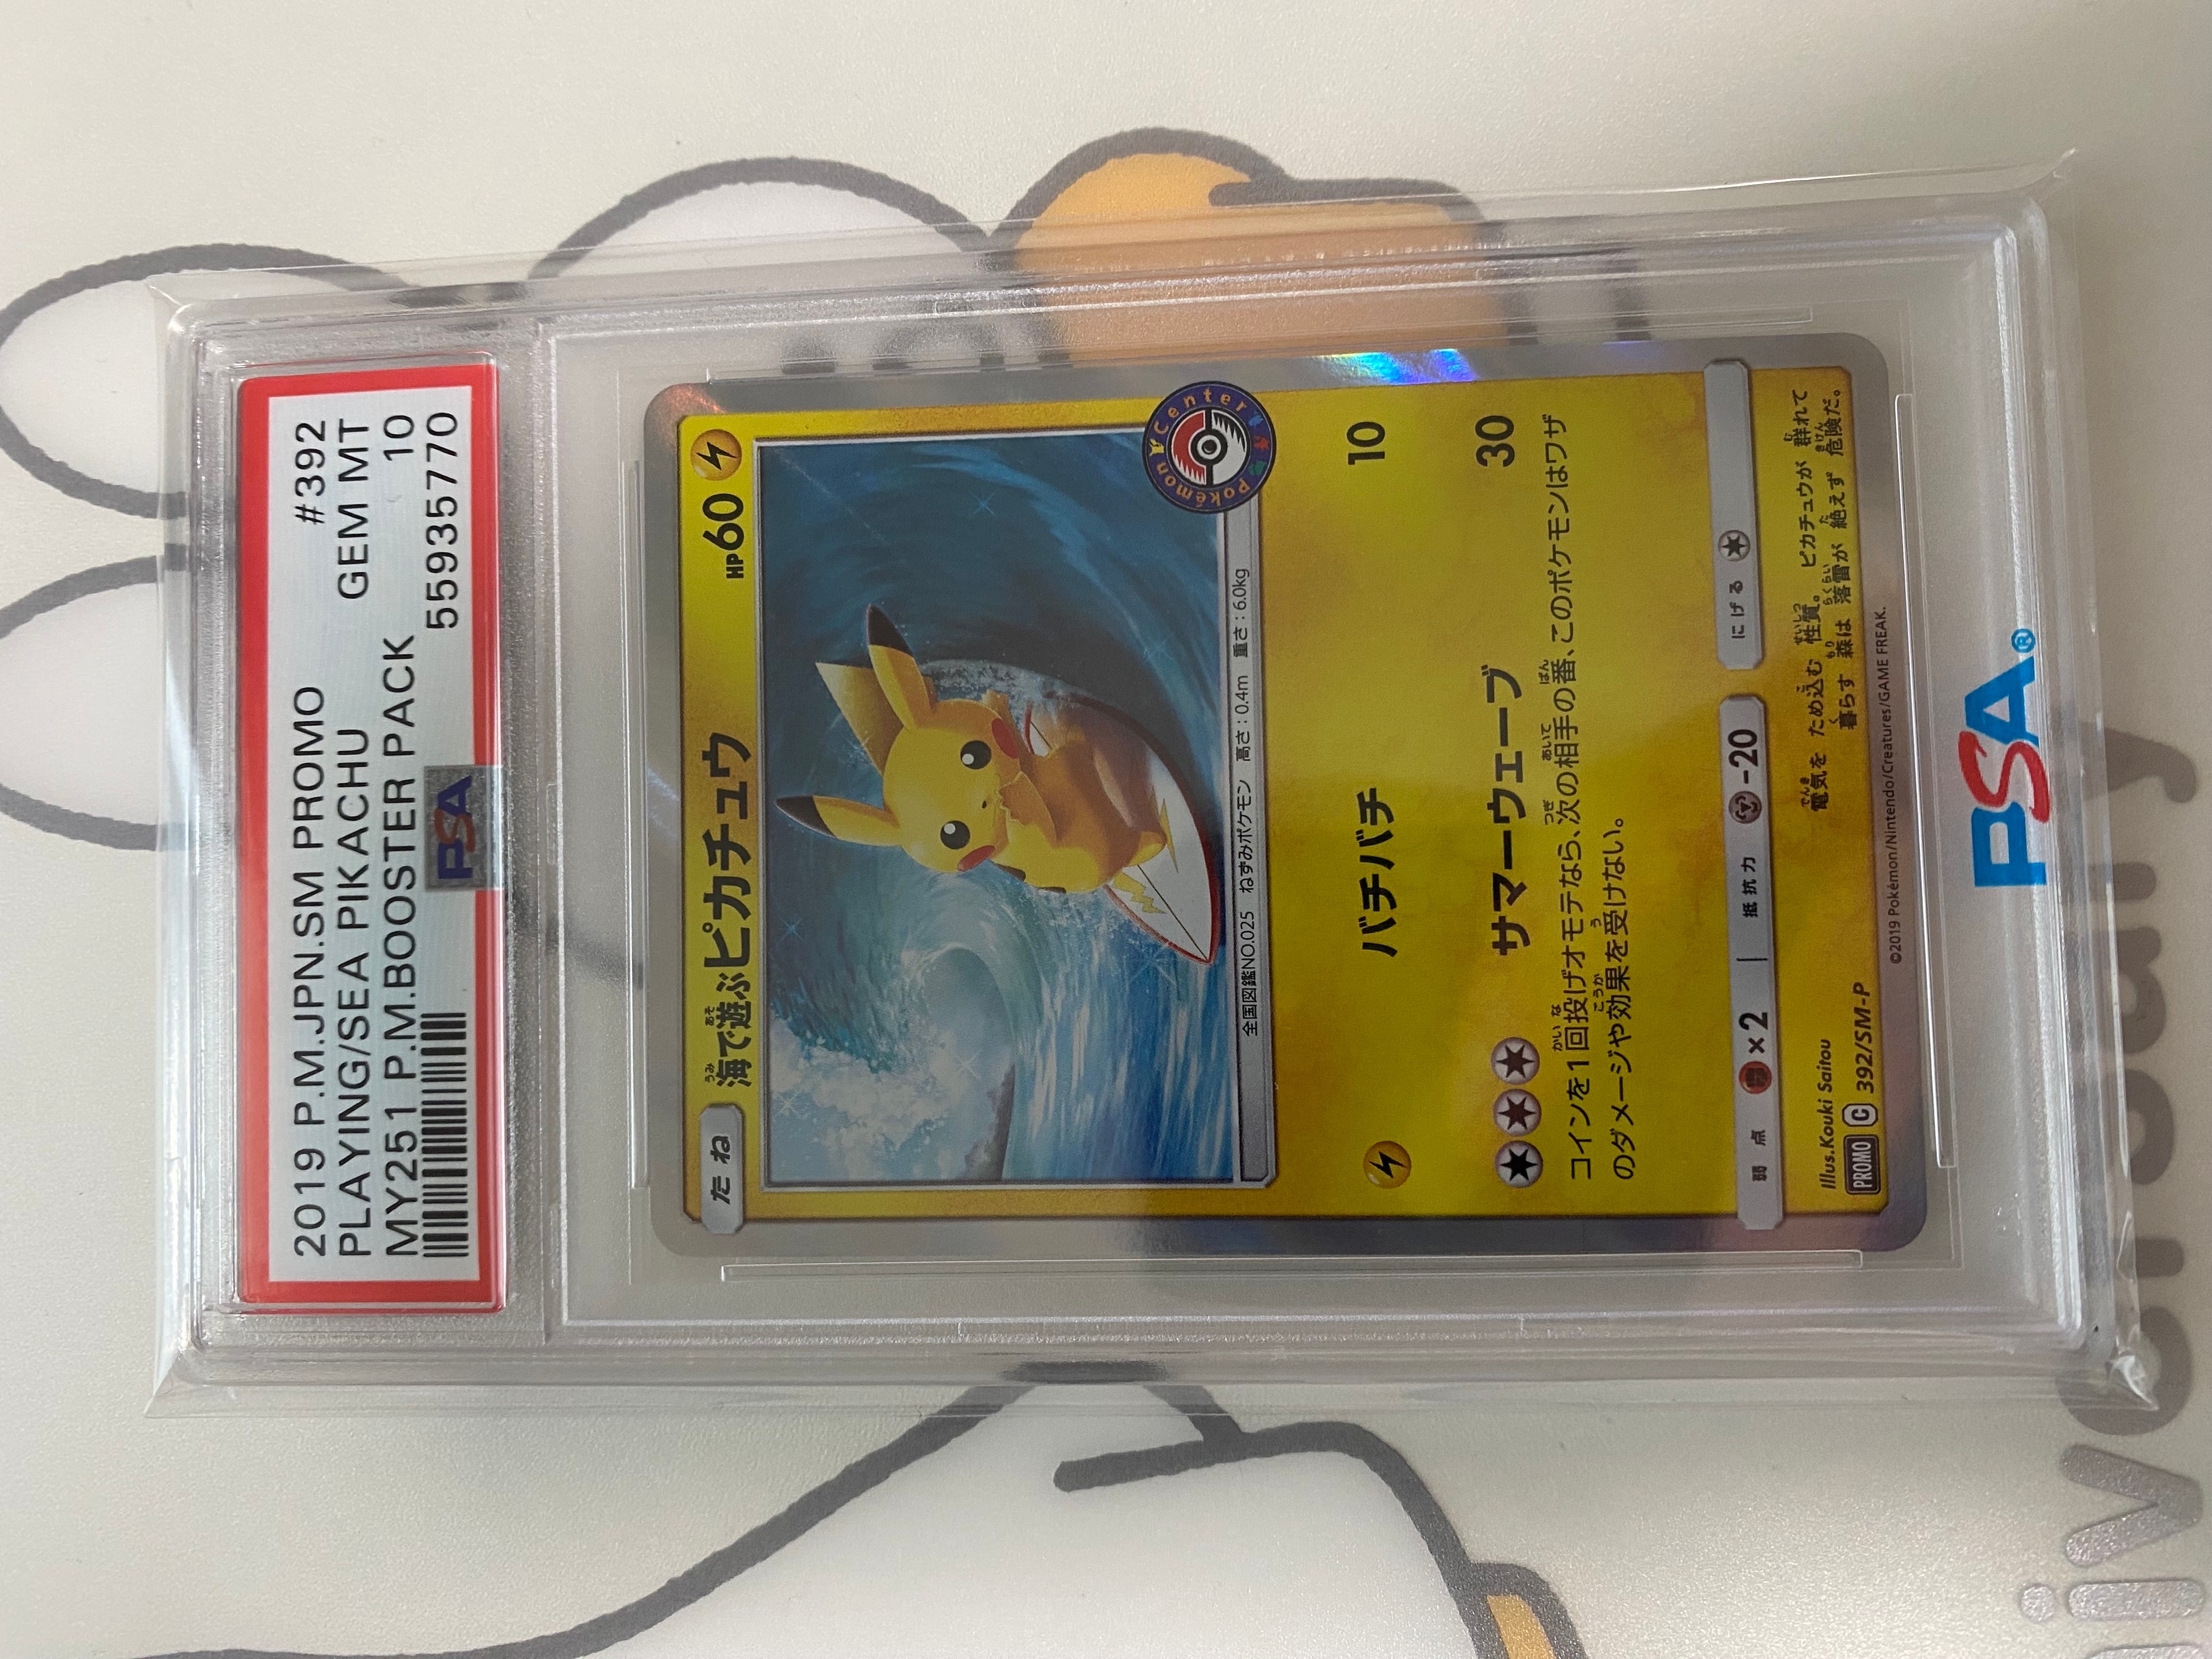 2019 P.M.JPN.SM PROMO #392
PLAYING/SEA PIKACHU GEM MT
MY251 P.M.BOOSTER PACK 10
PSA 55935770
たね 海で遊ぶピカチュウ HP60
Pokémon Center
全国図鑑NO.025 ねずみポケモン 高さ:0.4m 重さ:6.0kg
バチバチ 10
サマーウェーブ 30
コインを1回投げオモテなら、次の相手の番、このポケモンはワザ
のダメージや効果を受けない。
弱点 ×2 抵抗力 -20 にげる
Illus.Kouki Saitou
PROMO C 392/SM-P
電気を ため込む 性質。 ピカチュウが 群れて
暮らす 森は 落雷が 絶えず 危険だ。
©2019 Pokémon/Nintendo/Creatures/GAME FREAK.
PSA®